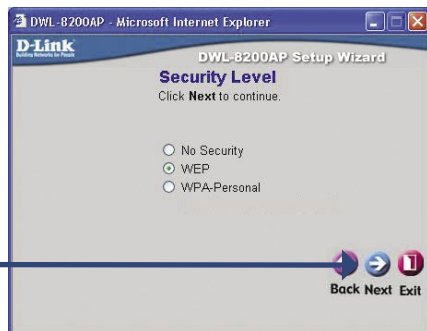 DWL-8200AP - Microsoft Internet Explorer
D-Link
Building Networks for People
DWL-8200AP Setup Wizard
Security Level
Click Next to continue.
No Security
WEP
WPA-Personal
Back Next Exit